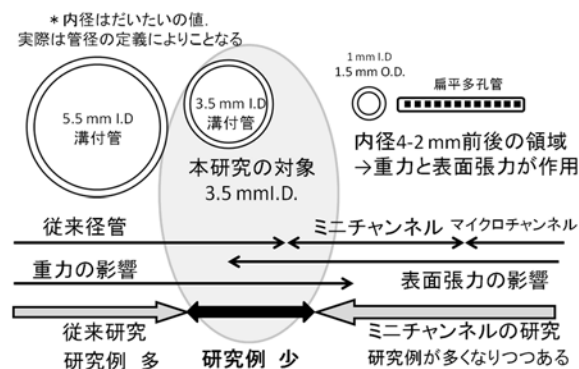 ＊内径はだいたいの値.
実際は管径の定義によりことなる
5.5 mm I.D
溝付管
3.5 mm I.D
溝付管
1 mm I.D
1.5 mm O.D.
扁平多孔管
本研究の対象
3.5 mmI.D.
内径4-2 mm前後の領域
→重力と表面張力が作用
従来径管
ミニチャンネル
マイクロチャンネル
重力の影響
表面張力の影響
従来研究
研究例 多
研究例 少
ミニチャンネルの研究
研究例が多くなりつつある